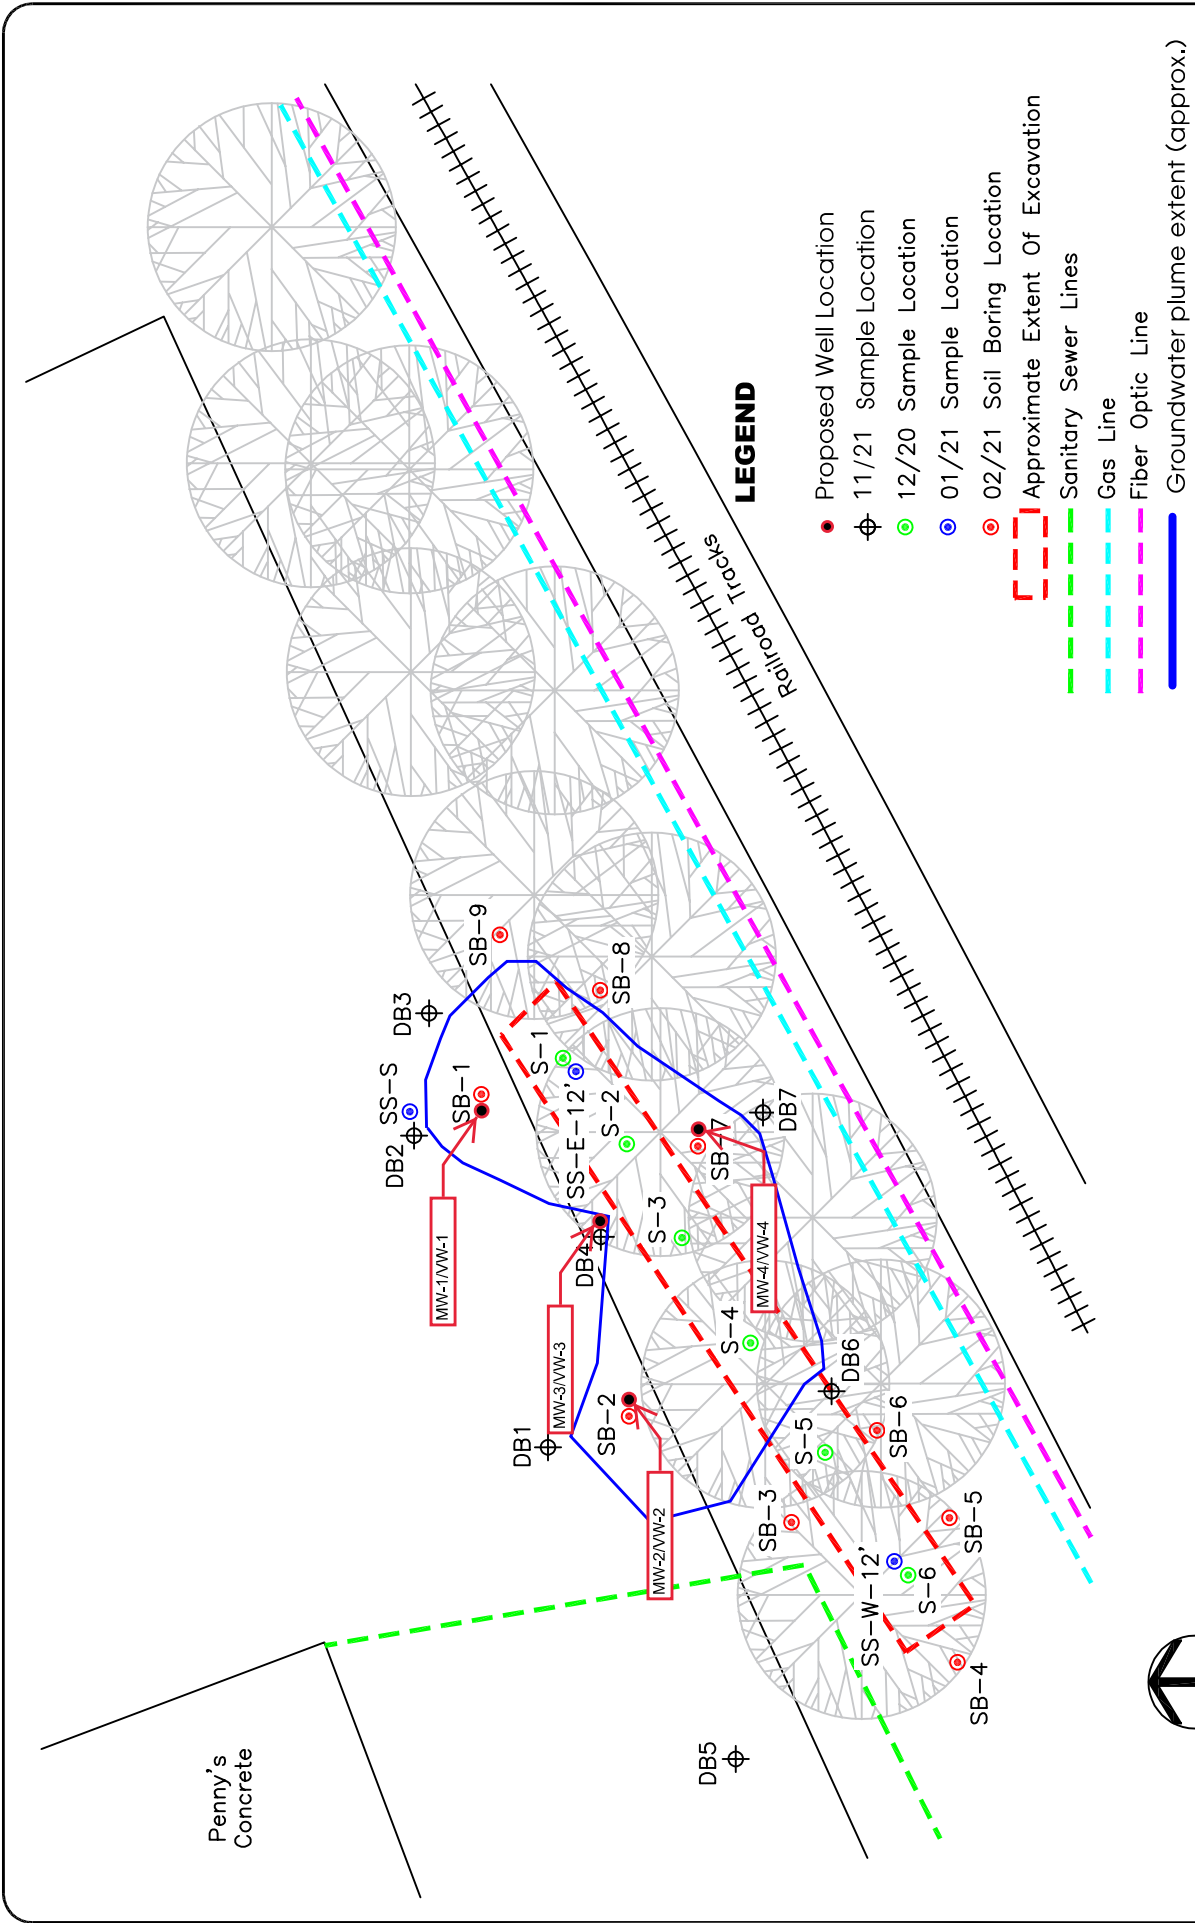 Penny's
Concrete
DB5
DB1
DB2
SS-S
DB3
SB-1
SB-9
SB-8
S-1
SS-E-12'
S-2
S-3
SB-7
DB7
DB4
SB-2
S-4
DB6
S-5
SB-6
SB-3
SB-5
SS-W-12'
S-6
SB-4
MW-1/VW-1
MW-3/VW-3
MW-2/VW-2
MW-4/VW-4
Railroad Tracks
LEGEND
Proposed Well Location
11/21 Sample Location
12/20 Sample Location
01/21 Sample Location
02/21 Soil Boring Location
Approximate Extent Of Excavation
Sanitary Sewer Lines
Gas Line
Fiber Optic Line
Groundwater plume extent (approx.)